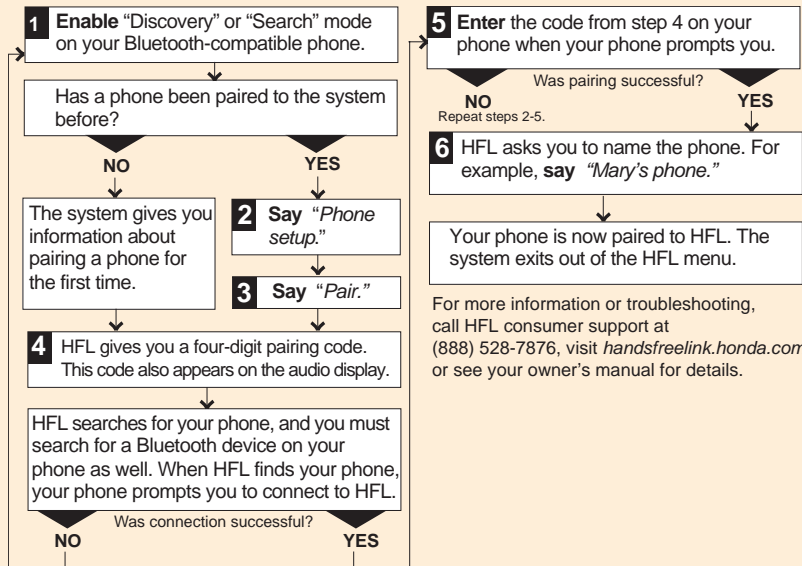 1 Enable “Discovery” or “Search” mode
on your Bluetooth-compatible phone.
Has a phone been paired to the system
before?
NO
YES
The system gives you
information about
pairing a phone for
the first time.
2 Say “Phone
setup.”
3 Say “Pair.”
4 HFL gives you a four-digit pairing code.
This code also appears on the audio display.
HFL searches for your phone, and you must
search for a Bluetooth device on your
phone as well. When HFL finds your phone,
your phone prompts you to connect to HFL.
Was connection successful?
NO
YES
5 Enter the code from step 4 on your
phone when your phone prompts you.
Was pairing successful?
NO
YES
Repeat steps 2-5.
6 HFL asks you to name the phone. For
example, say “Mary’s phone.”
Your phone is now paired to HFL. The
system exits out of the HFL menu.
For more information or troubleshooting,
call HFL consumer support at
(888) 528-7876, visit handsfreelink.honda.com
or see your owner’s manual for details.